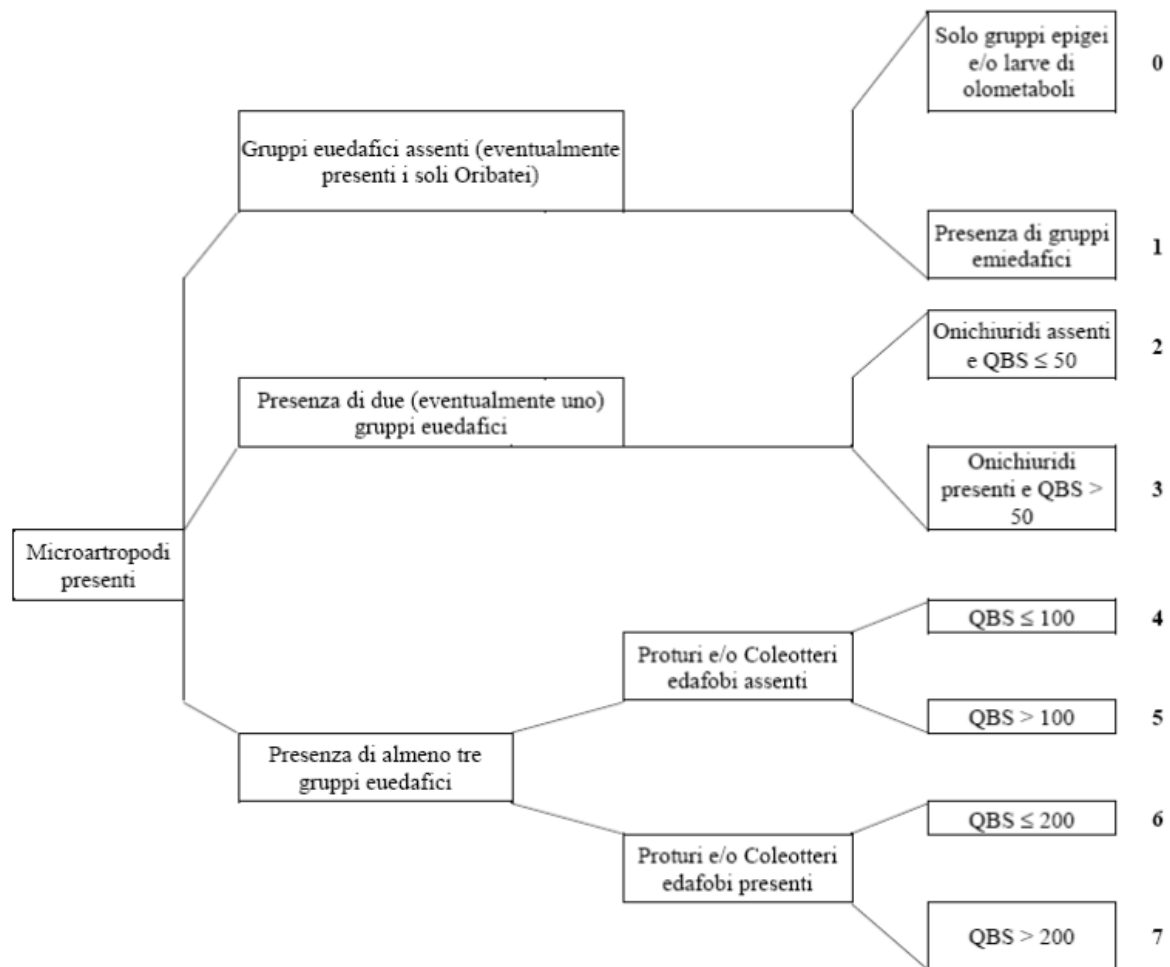 Solo gruppi epigei
e/o larve di
olometaboli
0
Gruppi euedafici assenti (eventualmente
presenti i soli Oribatei)
Presenza di gruppi
emiedafici
1
Onichiuridi assenti
e QBS ≤ 50
2
Presenza di due (eventualmente uno)
gruppi euedafici
Onichiuridi
presenti e QBS >
50
3
Microartropodi
presenti
QBS ≤ 100
4
Proturi e/o Coleotteri
edafobi assenti
QBS > 100
5
Presenza di almeno tre
gruppi euedafici
QBS ≤ 200
6
Proturi e/o Coleotteri
edafobi presenti
QBS > 200
7